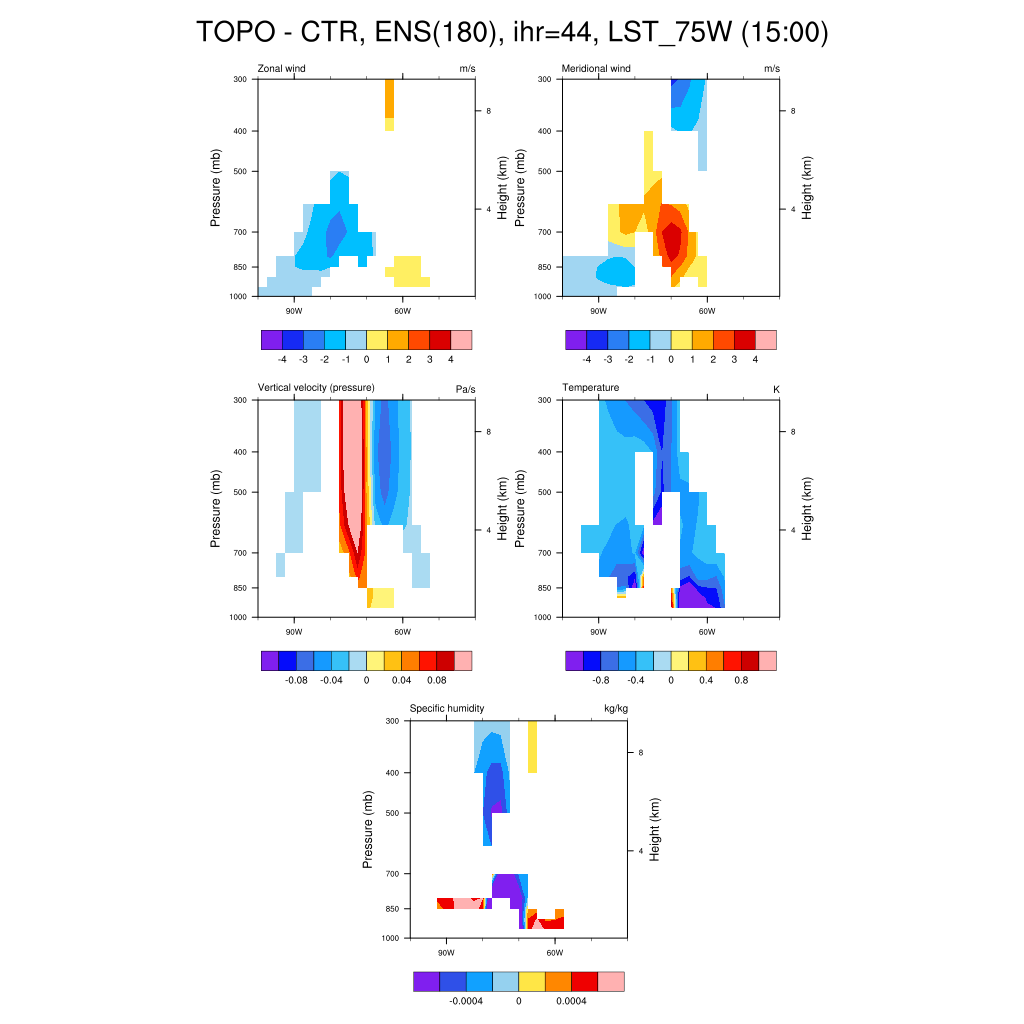 TOPO - CTR, ENS(180), ihr=44, LST_75W (15:00)
Zonal wind m/s
300
400
500
700
850
1000
Pressure (mb)
8
4
Height (km)
90W 60W
-4 -3 -2 -1 0 1 2 3 4
Meridional wind m/s
300
400
500
700
850
1000
Pressure (mb)
8
4
Height (km)
90W 60W
-4 -3 -2 -1 0 1 2 3 4
Vertical velocity (pressure) Pa/s
300
400
500
700
850
1000
Pressure (mb)
8
4
Height (km)
90W 60W
-0.08 -0.04 0 0.04 0.08
Temperature K
300
400
500
700
850
1000
Pressure (mb)
8
4
Height (km)
90W 60W
-0.8 -0.4 0 0.4 0.8
Specific humidity kg/kg
300
400
500
700
850
1000
Pressure (mb)
8
4
Height (km)
90W 60W
-0.0004 0 0.0004